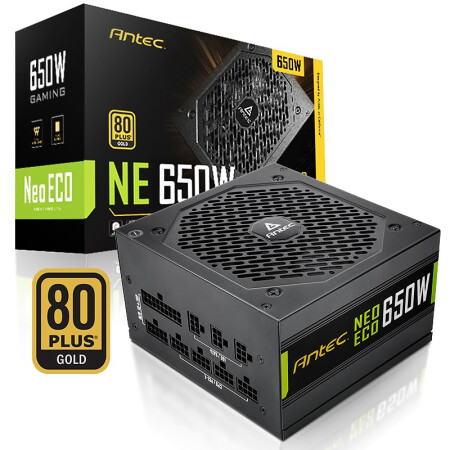 Antec.
650W
GAMING
650W
80
PLUS
GOLD
NeoECO
NE 650W
Antec
80
PLUS
GOLD
Antec
NEO
ECO
650W